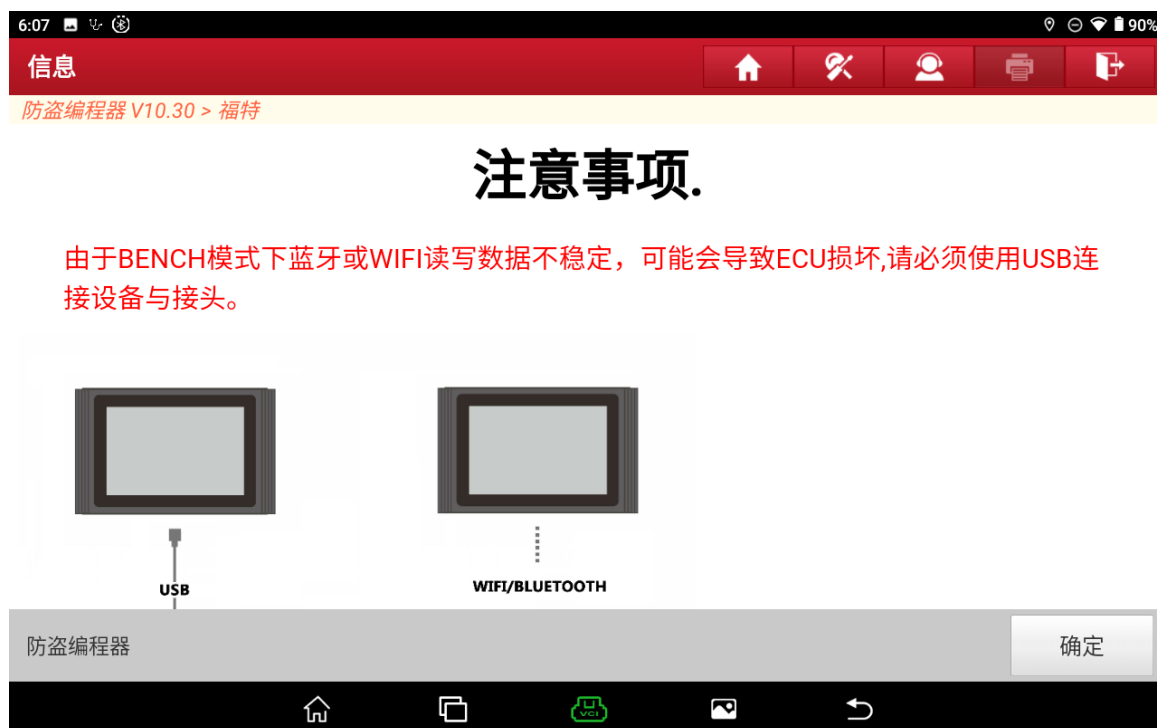 6:07
90%
信息
防盗编程器 V10.30 > 福特
注意事项.
由于BENCH模式下蓝牙或WIFI读写数据不稳定，可能会导致ECU损坏,请必须使用USB连
接设备与接头。
USB
WIFI/BLUETOOTH
防盗编程器
确定
VCI